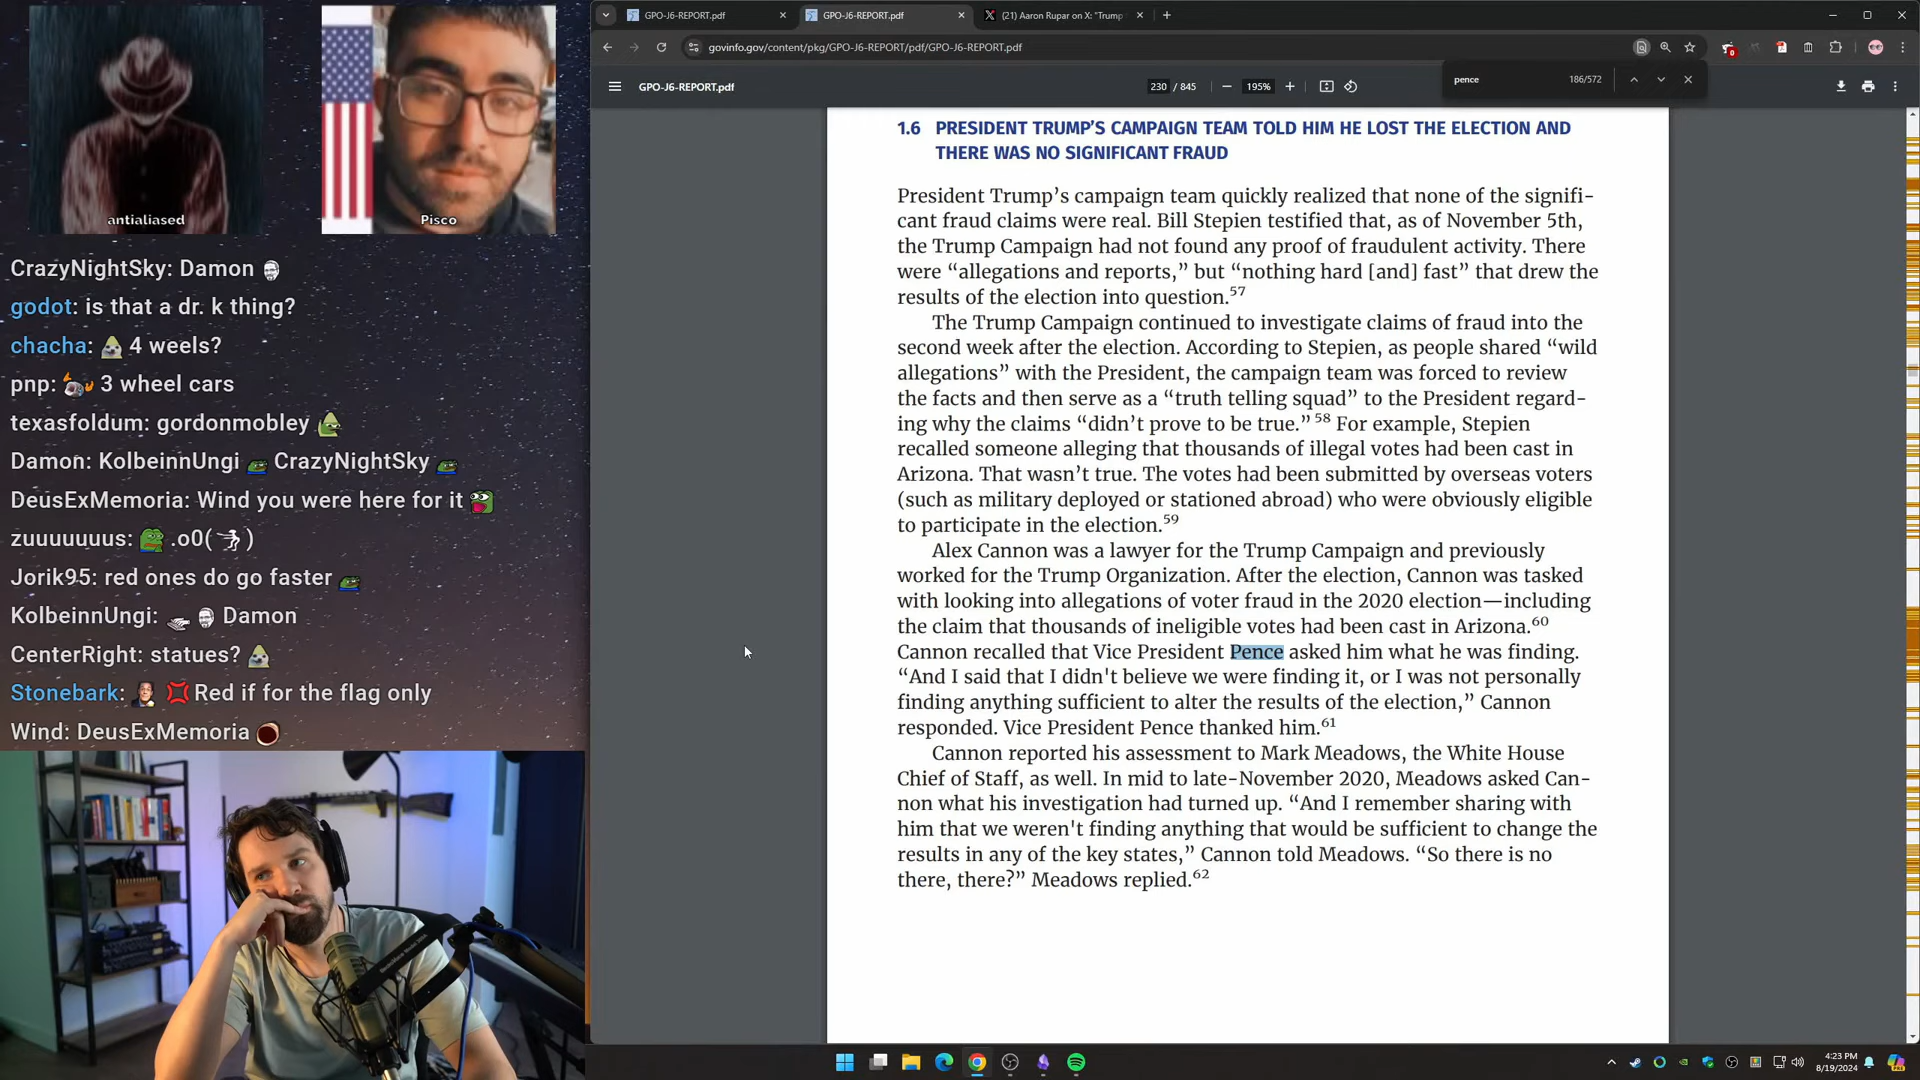 antialiased
Pisco
CrazyNightSky: Damon
godot: is that a dr. k thing?
chacha: 4 weels?
pnp: 3 wheel cars
texasfoldum: gordonmobley
Damon: KolbeinnUngi CrazyNightSky
DeusExMemoria: Wind you were here for it
zuuuuuuus: .o0( )
Jorik95: red ones do go faster
KolbeinnUngi: Damon
CenterRight: statues?
Stonebark: Red if for the flag only
Wind: DeusExMemoria
GPO-J6-REPORT.pdf
GPO-J6-REPORT.pdf
(21) Aaron Rupar on X: "Trump
govinfo.gov/content/pkg/GPO-J6-REPORT/pdf/GPO-J6-REPORT.pdf
pence 186/572
GPO-J6-REPORT.pdf 230 / 845 195%
1.6 PRESIDENT TRUMP’S CAMPAIGN TEAM TOLD HIM HE LOST THE ELECTION AND
THERE WAS NO SIGNIFICANT FRAUD
President Trump’s campaign team quickly realized that none of the signifi-
cant fraud claims were real. Bill Stepien testified that, as of November 5th,
the Trump Campaign had not found any proof of fraudulent activity. There
were “allegations and reports,” but “nothing hard [and] fast” that drew the
results of the election into question.57
The Trump Campaign continued to investigate claims of fraud into the
second week after the election. According to Stepien, as people shared “wild
allegations” with the President, the campaign team was forced to review
the facts and then serve as a “truth telling squad” to the President regard-
ing why the claims “didn’t prove to be true.”58 For example, Stepien
recalled someone alleging that thousands of illegal votes had been cast in
Arizona. That wasn’t true. The votes had been submitted by overseas voters
(such as military deployed or stationed abroad) who were obviously eligible
to participate in the election.59
Alex Cannon was a lawyer for the Trump Campaign and previously
worked for the Trump Organization. After the election, Cannon was tasked
with looking into allegations of voter fraud in the 2020 election—including
the claim that thousands of ineligible votes had been cast in Arizona.60
Cannon recalled that Vice President Pence asked him what he was finding.
“And I said that I didn't believe we were finding it, or I was not personally
finding anything sufficient to alter the results of the election,” Cannon
responded. Vice President Pence thanked him.61
Cannon reported his assessment to Mark Meadows, the White House
Chief of Staff, as well. In mid to late-November 2020, Meadows asked Can-
non what his investigation had turned up. “And I remember sharing with
him that we weren't finding anything that would be sufficient to change the
results in any of the key states,” Cannon told Meadows. “So there is no
there, there?” Meadows replied.62
4:23 PM
8/19/2024